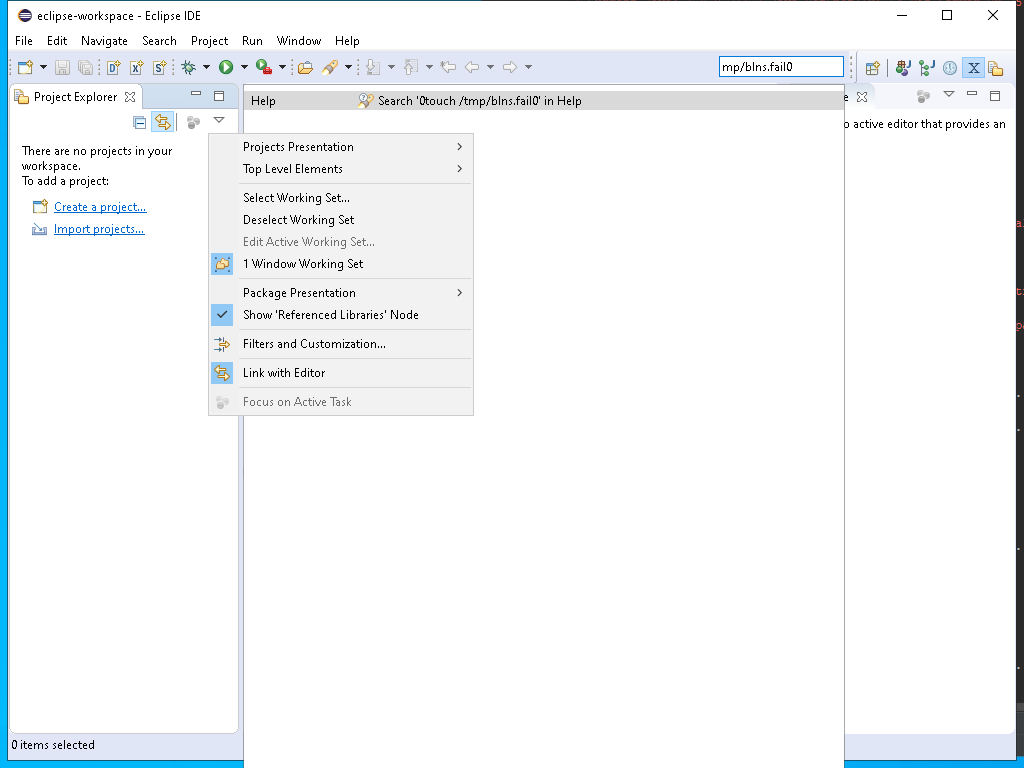 eclipse-workspace - Eclipse IDE
File Edit Navigate Search Project Run Window Help
mp/blns.fail0
Project Explorer
Help Search '0touch /tmp/blns.fail0' in Help
e
o active editor that provides an
There are no projects in your
workspace.
To add a project:
Create a project...
Import projects...
Projects Presentation
Top Level Elements
Select Working Set...
Deselect Working Set
Edit Active Working Set...
1 Window Working Set
Package Presentation
Show 'Referenced Libraries' Node
Filters and Customization...
Link with Editor
Focus on Active Task
0 items selected